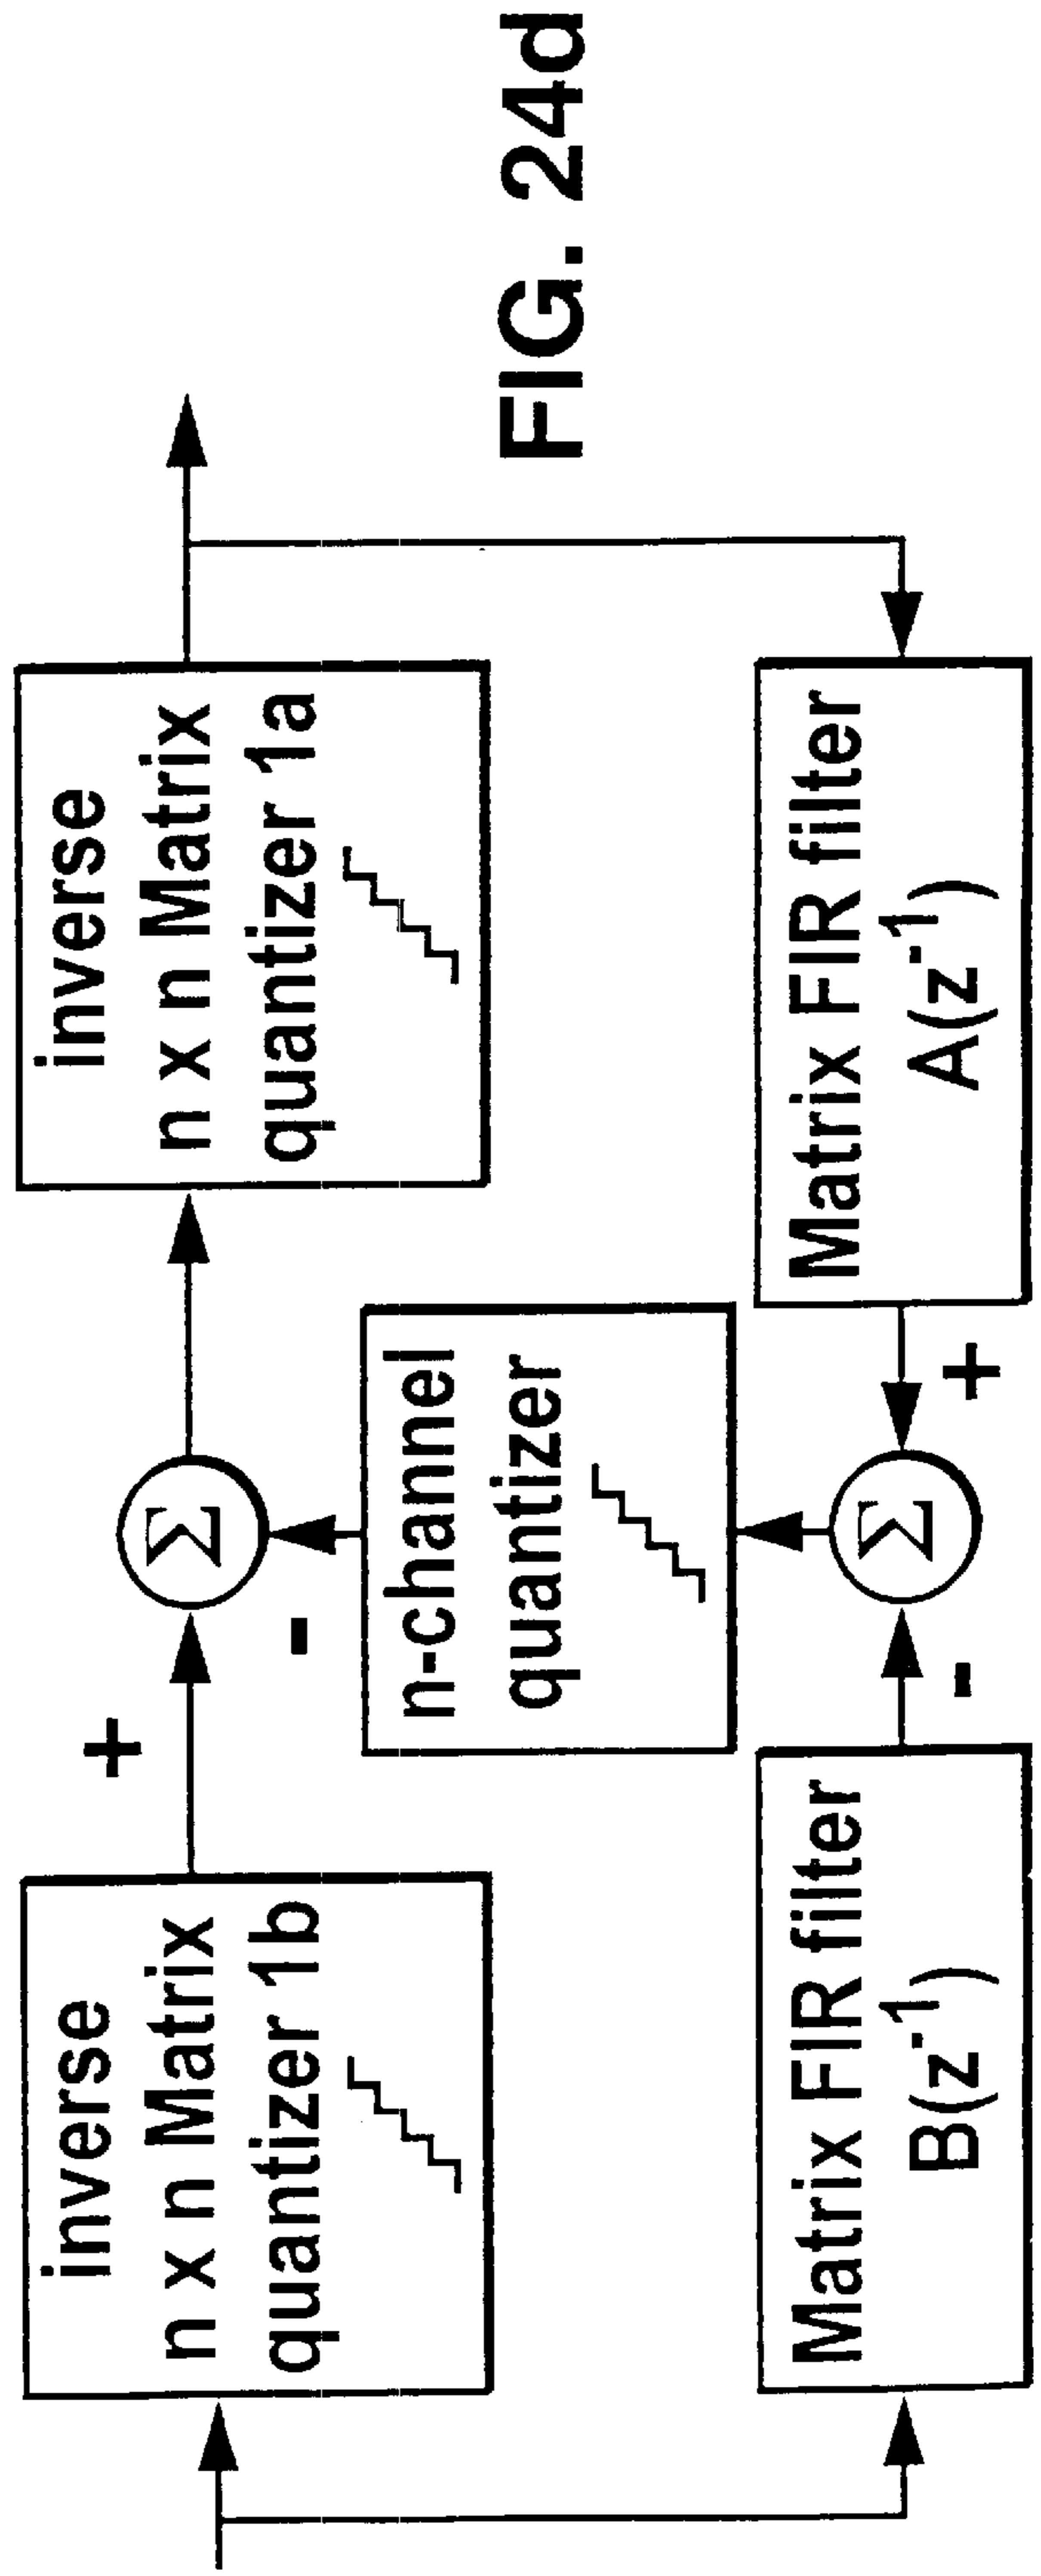 inverse
n x n Matrix
quantizer 1b
+
-
Σ
inverse
n x n Matrix
quantizer 1a
n-channel
quantizer
Matrix FIR filter
B(z⁻¹)
-
Σ
+
Matrix FIR filter
A(z⁻¹)
FIG. 24d